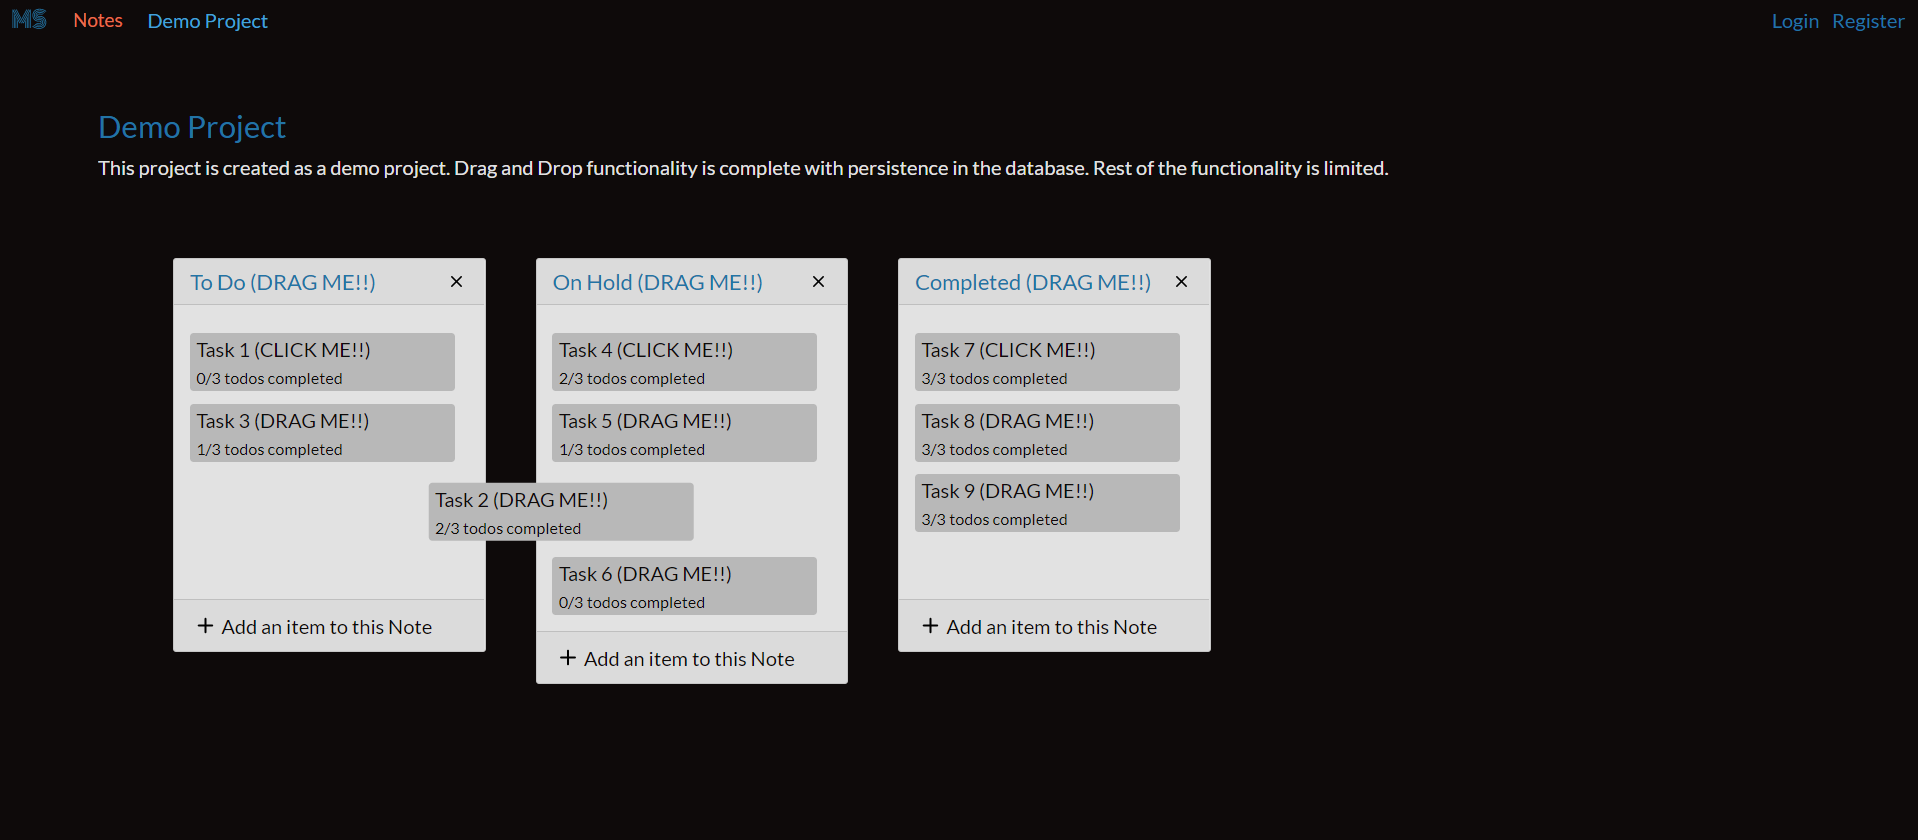 MS Notes Demo Project Login Register
Demo Project
This project is created as a demo project. Drag and Drop functionality is complete with persistence in the database. Rest of the functionality is limited.
To Do (DRAG ME!!)
Task 1 (CLICK ME!!)
0/3 todos completed
Task 3 (DRAG ME!!)
1/3 todos completed
Task 2 (DRAG ME!!)
2/3 todos completed
Add an item to this Note
On Hold (DRAG ME!!)
Task 4 (CLICK ME!!)
2/3 todos completed
Task 5 (DRAG ME!!)
1/3 todos completed
Task 6 (DRAG ME!!)
0/3 todos completed
Add an item to this Note
Completed (DRAG ME!!)
Task 7 (CLICK ME!!)
3/3 todos completed
Task 8 (DRAG ME!!)
3/3 todos completed
Task 9 (DRAG ME!!)
3/3 todos completed
Add an item to this Note